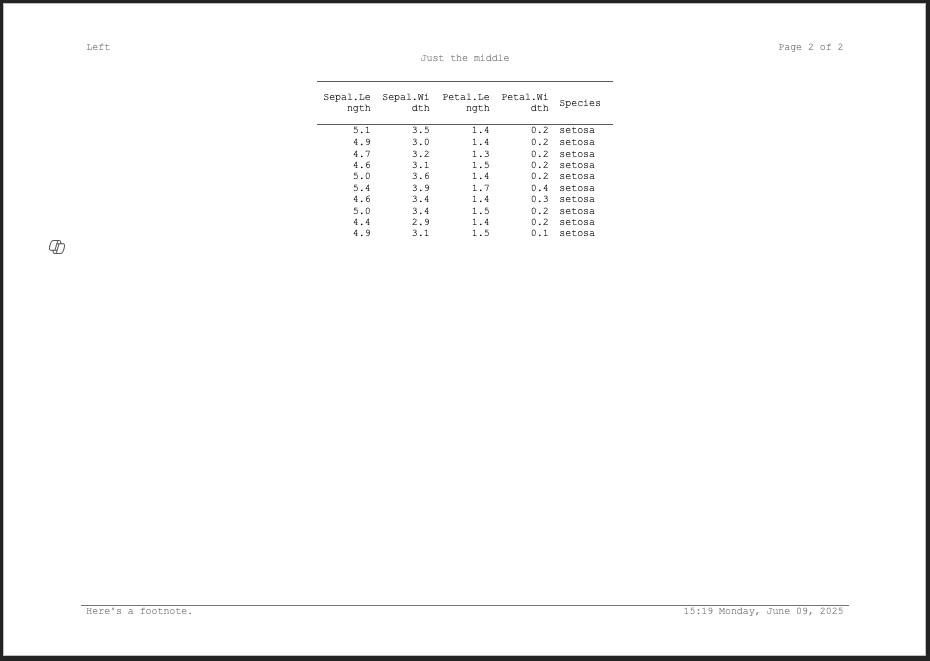 Left Page 2 of 2
Just the middle
Sepal.Le Sepal.Wi Petal.Le Petal.Wi Species
ngth dth ngth dth
5.1 3.5 1.4 0.2 setosa
4.9 3.0 1.4 0.2 setosa
4.7 3.2 1.3 0.2 setosa
4.6 3.1 1.5 0.2 setosa
5.0 3.6 1.4 0.2 setosa
5.4 3.9 1.7 0.4 setosa
4.6 3.4 1.4 0.3 setosa
5.0 3.4 1.5 0.2 setosa
4.4 2.9 1.4 0.2 setosa
4.9 3.1 1.5 0.1 setosa
Here's a footnote. 15:19 Monday, June 09, 2025